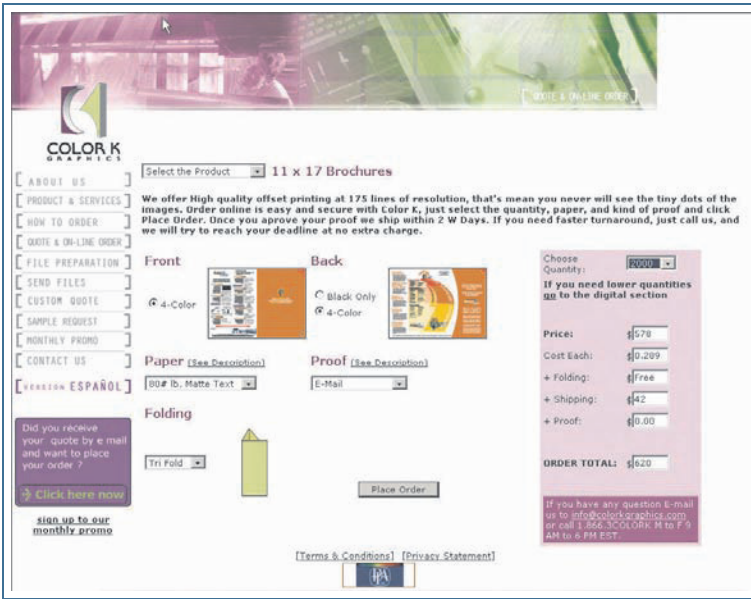 [ QUOTE & ON-LINE ORDER ]
COLOR K
GRAPHICS
[ ABOUT US ]
[ PRODUCT & SERVICES ]
[ HOW TO ORDER ]
[ QUOTE & ON-LINE ORDER ]
[ FILE PREPARATION ]
[ SEND FILES ]
[ CUSTOM QUOTE ]
[ SAMPLE REQUEST ]
[ MONTHLY PROMO ]
[ CONTACT US ]
[ VERSION ESPAÑOL ]
Did you receive
your quote by e mail
and want to place
your order ?
Click here now
sign up to our
monthly promo
Select the Product
11 x 17 Brochures
We offer High quality offset printing at 175 lines of resolution, that's mean you never will see the tiny dots of the
images. Order online is easy and secure with Color K, just select the quantity, paper, and kind of proof and click
Place Order. Once you aprove your proof we ship within 2 W Days. If you need faster turnaround, just call us, and
we will try to reach your deadline at no extra charge.
Front
4-Color
Back
Black Only
4-Color
Paper (See Description)
80# lb. Matte Text
Proof (See Description)
E-Mail
Folding
Tri Fold
Place Order
Choose
Quantity:
2000
If you need lower quantities
go to the digital section
Price: $ 578
Cost Each: $ 0.289
+ Folding: $ Free
+ Shipping: $ 42
+ Proof: $ 0.00
ORDER TOTAL: $ 620
If you have any question E-mail
us to info@colorkgraphics.com
or call 1.866.3COLORK M to F 9
AM to 6 PM EST.
[Terms & Conditions] [Privacy Statement]